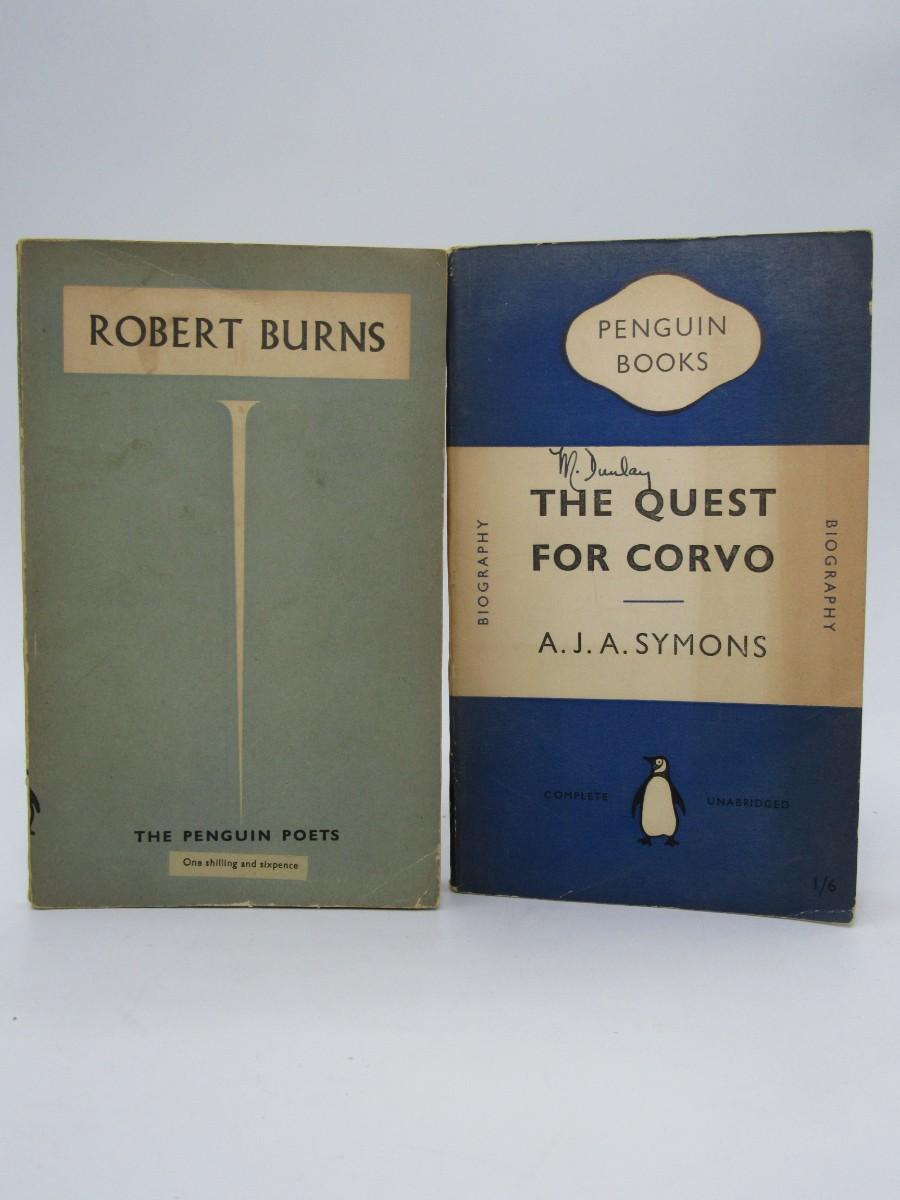 ROBERT BURNS
THE PENGUIN POETS
One shilling and sixpence
PENGUIN
BOOKS
M. Dunlay
THE QUEST
FOR CORVO
A. J. A. SYMONS
BIOGRAPHY
BIOGRAPHY
COMPLETE
UNABRIDGED
1/6